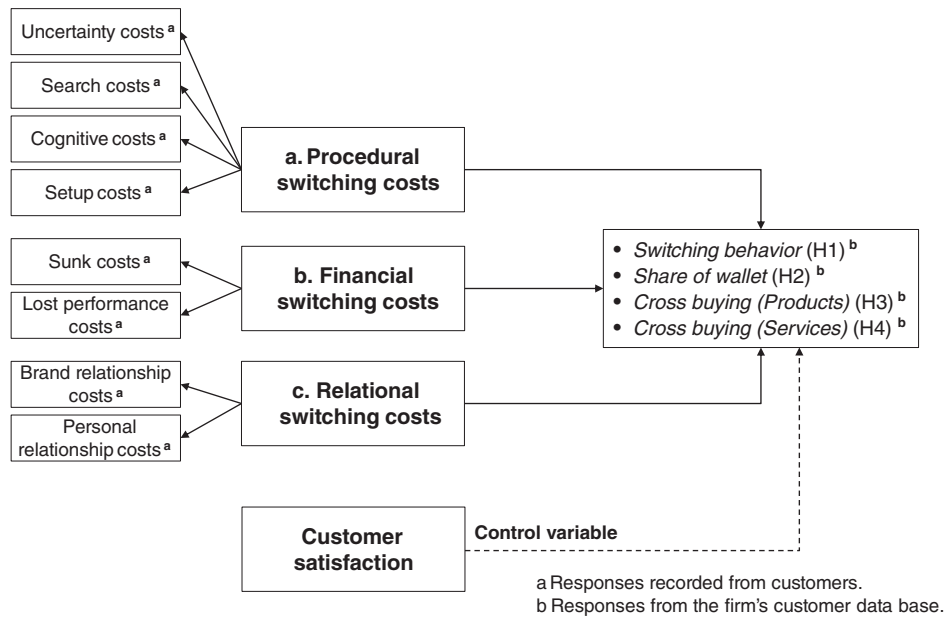 Uncertainty costs a
Search costs a
Cognitive costs a
Setup costs a
a. Procedural
switching costs
Sunk costs a
Lost performance
costs a
b. Financial
switching costs
• Switching behavior (H1) b
• Share of wallet (H2) b
• Cross buying (Products) (H3) b
• Cross buying (Services) (H4) b
Brand relationship
costs a
Personal
relationship costs a
c. Relational
switching costs
Customer
satisfaction
Control variable
a Responses recorded from customers.
b Responses from the firm's customer data base.